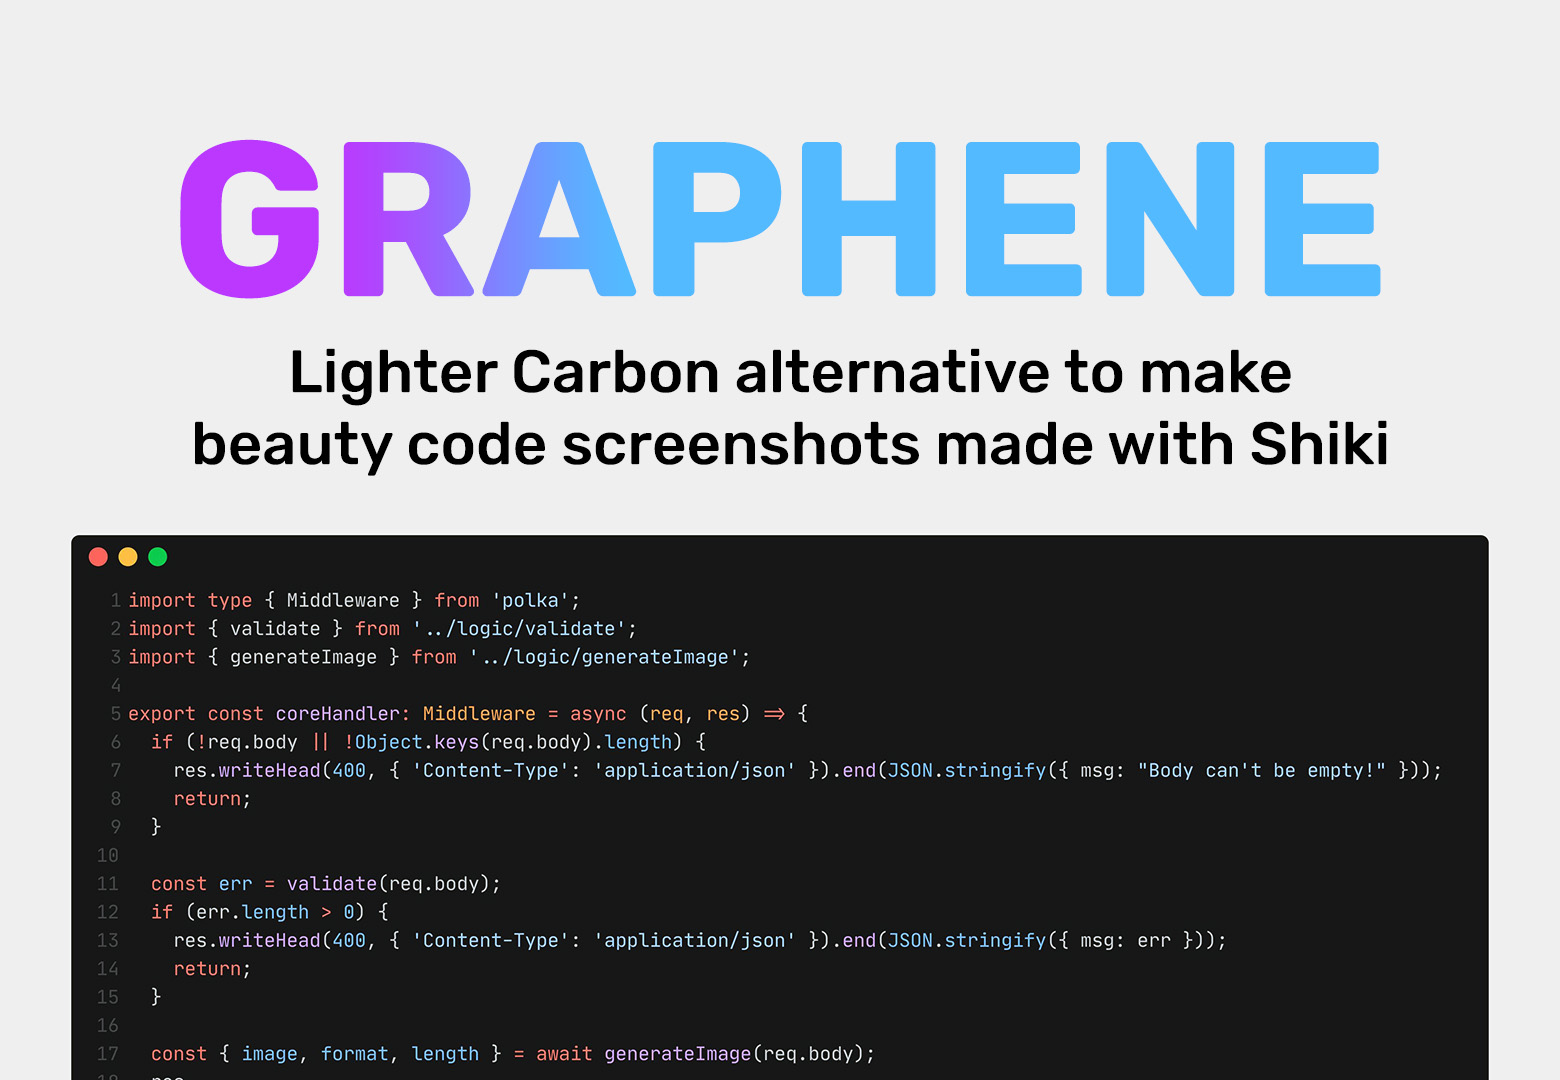 GRAPHENE
Lighter Carbon alternative to make
beauty code screenshots made with Shiki
1 import type { Middleware } from 'polka';
2 import { validate } from '../logic/validate';
3 import { generateImage } from '../logic/generateImage';
4
5 export const coreHandler: Middleware = async (req, res) => {
6   if (!req.body || !Object.keys(req.body).length) {
7     res.writeHead(400, { 'Content-Type': 'application/json' }).end(JSON.stringify({ msg: "Body can't be empty!" }));
8     return;
9   }
10
11   const err = validate(req.body);
12   if (err.length > 0) {
13     res.writeHead(400, { 'Content-Type': 'application/json' }).end(JSON.stringify({ msg: err }));
14     return;
15   }
16
17   const { image, format, length } = await generateImage(req.body);